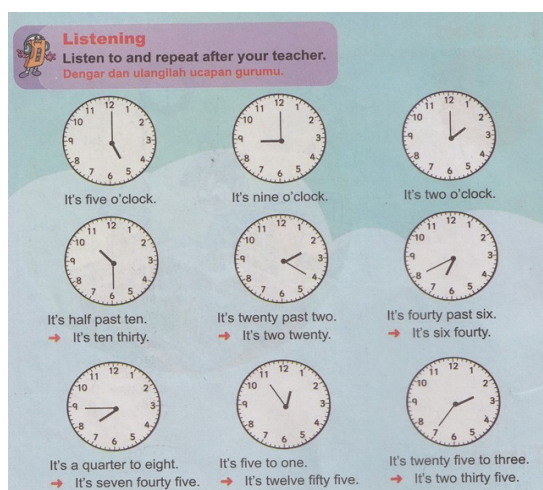 Listening
Listen to and repeat after your teacher.
Dengar dan ulangilah ucapan gurumu.
It's five o'clock.
It's nine o'clock.
It's two o'clock.
It's half past ten.
→ It's ten thirty.
It's twenty past two.
→ It's two twenty.
It's fourty past six.
→ It's six fourty.
It's a quarter to eight.
→ It's seven fourty five.
It's five to one.
→ It's twelve fifty five.
It's twenty five to three.
→ It's two thirty five.